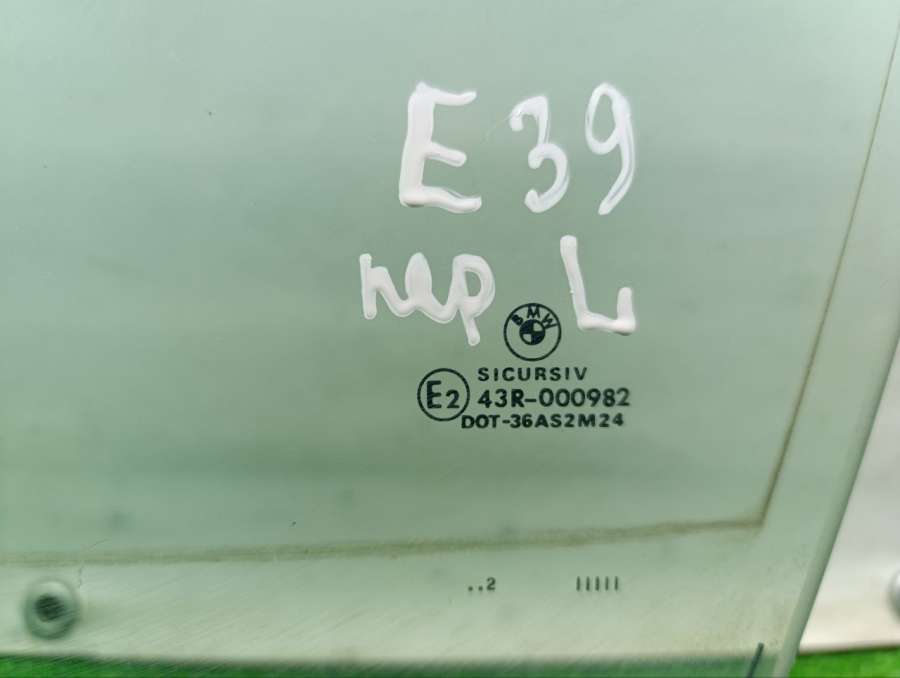 E39
пер L
BMW
SICURSIV
E2 43R-000982
DOT-36AS2M24
..2 IIIII